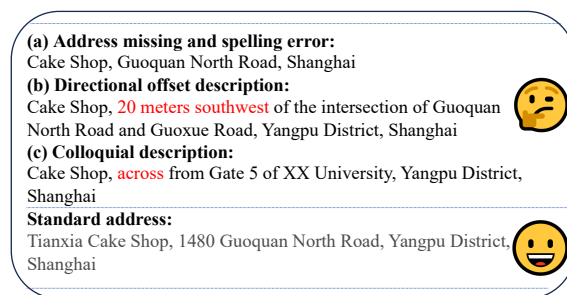 (a) Address missing and spelling error:
Cake Shop, Guoquan North Road, Shanghai
(b) Directional offset description:
Cake Shop, 20 meters southwest of the intersection of Guoquan
North Road and Guoxue Road, Yangpu District, Shanghai
(c) Colloquial description:
Cake Shop, across from Gate 5 of XX University, Yangpu District,
Shanghai
Standard address:
Tianxia Cake Shop, 1480 Guoquan North Road, Yangpu District,
Shanghai